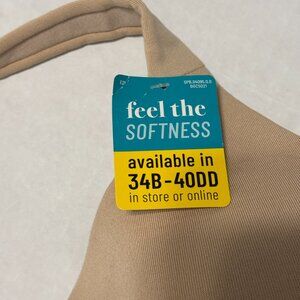 feel the
SOFTNESS
available in
34B-40DD
in store or online